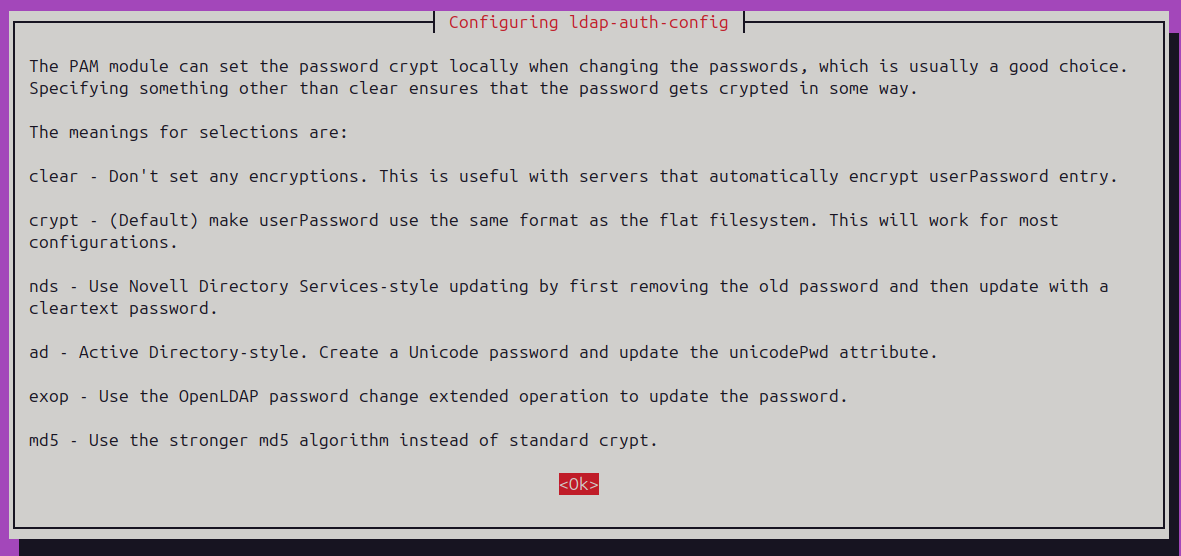 Configuring ldap-auth-config
The PAM module can set the password crypt locally when changing the passwords, which is usually a good choice.
Specifying something other than clear ensures that the password gets crypted in some way.
The meanings for selections are:
clear - Don't set any encryptions. This is useful with servers that automatically encrypt userPassword entry.
crypt - (Default) make userPassword use the same format as the flat filesystem. This will work for most
configurations.
nds - Use Novell Directory Services-style updating by first removing the old password and then update with a
cleartext password.
ad - Active Directory-style. Create a Unicode password and update the unicodePwd attribute.
exop - Use the OpenLDAP password change extended operation to update the password.
md5 - Use the stronger md5 algorithm instead of standard crypt.
<Ok>